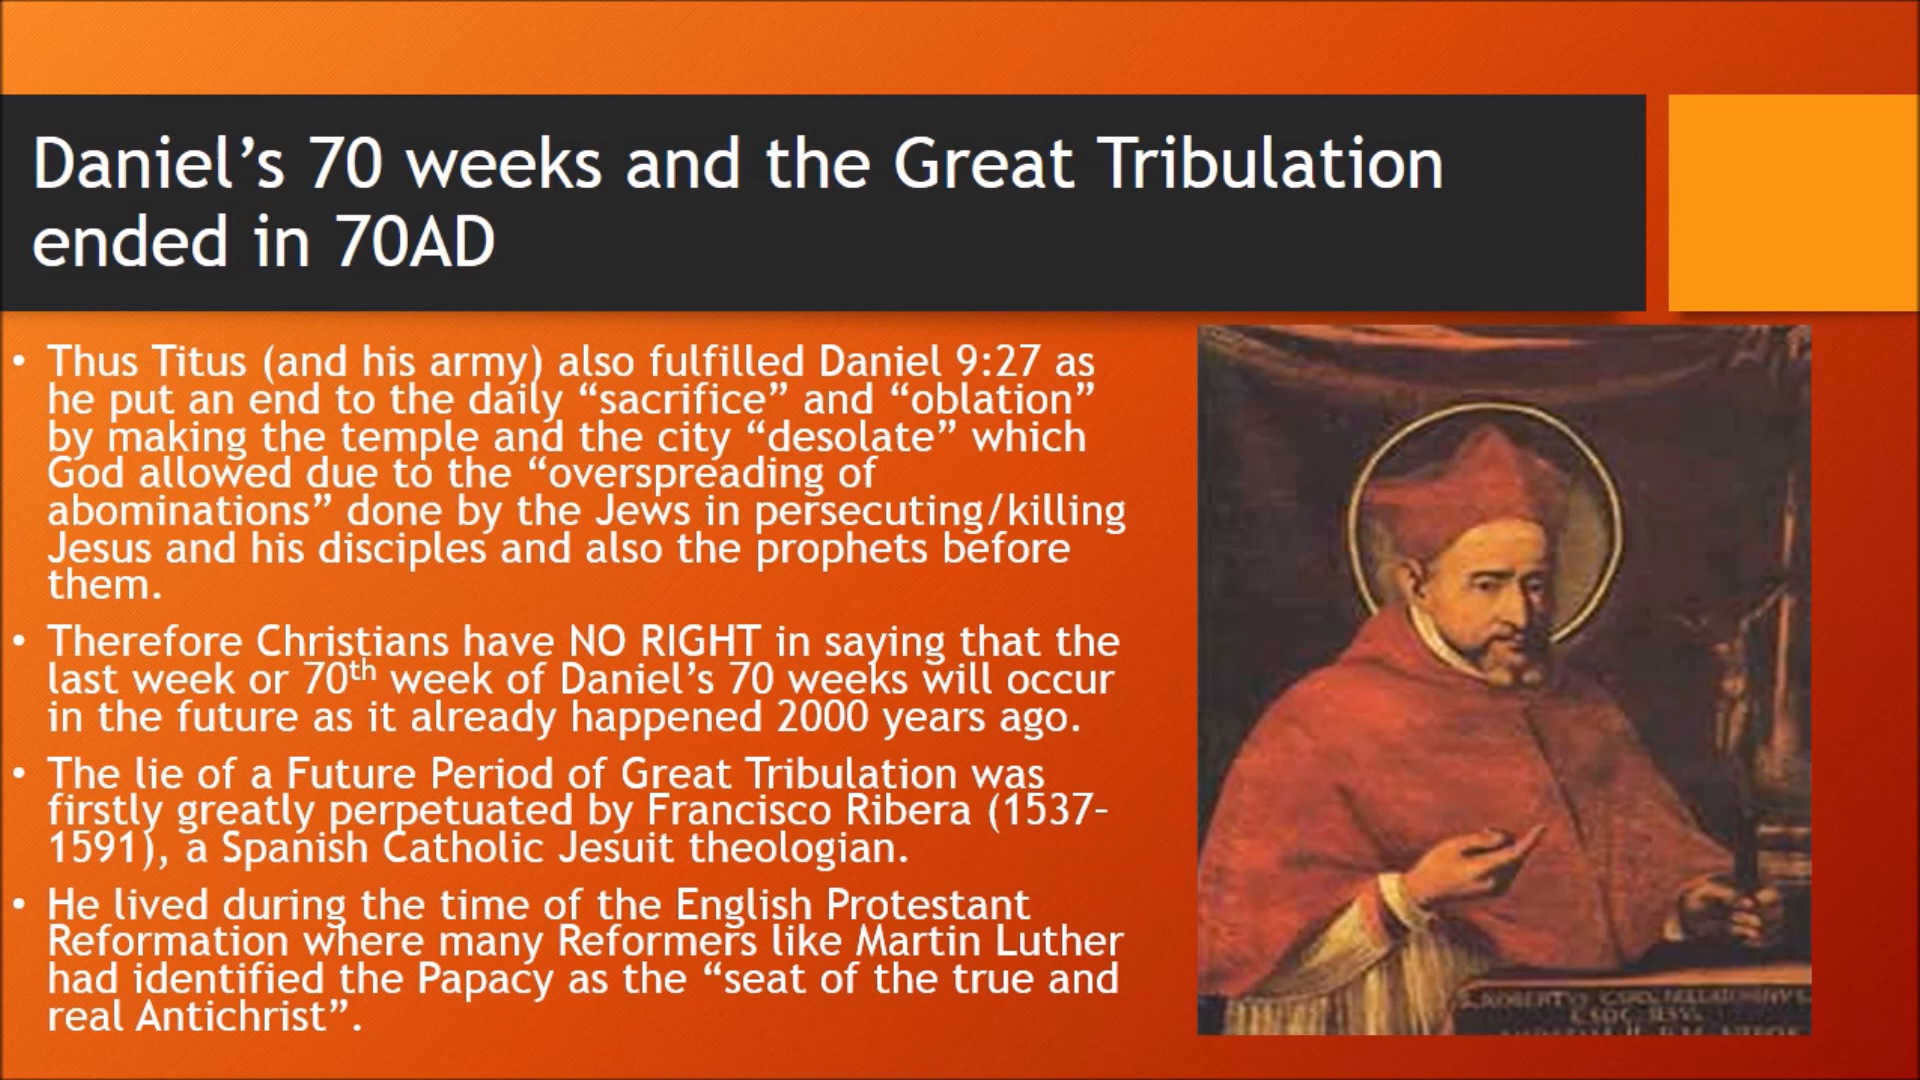 Daniel’s 70 weeks and the Great Tribulation
ended in 70AD
• Thus Titus (and his army) also fulfilled Daniel 9:27 as
he put an end to the daily “sacrifice” and “oblation”
by making the temple and the city “desolate” which
God allowed due to the “overspreading of
abominations” done by the Jews in persecuting/killing
Jesus and his disciples and also the prophets before
them.
• Therefore Christians have NO RIGHT in saying that the
last week or 70th week of Daniel’s 70 weeks will occur
in the future as it already happened 2000 years ago.
• The lie of a Future Period of Great Tribulation was
firstly greatly perpetuated by Francisco Ribera (1537–
1591), a Spanish Catholic Jesuit theologian.
• He lived during the time of the English Protestant
Reformation where many Reformers like Martin Luther
had identified the Papacy as the “seat of the true and
real Antichrist”.